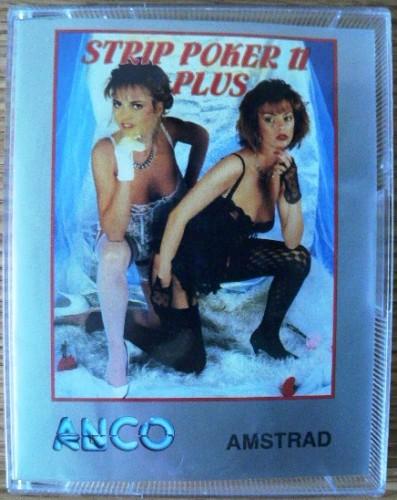 STRIP POKER II
PLUS
ANCO
AMSTRAD